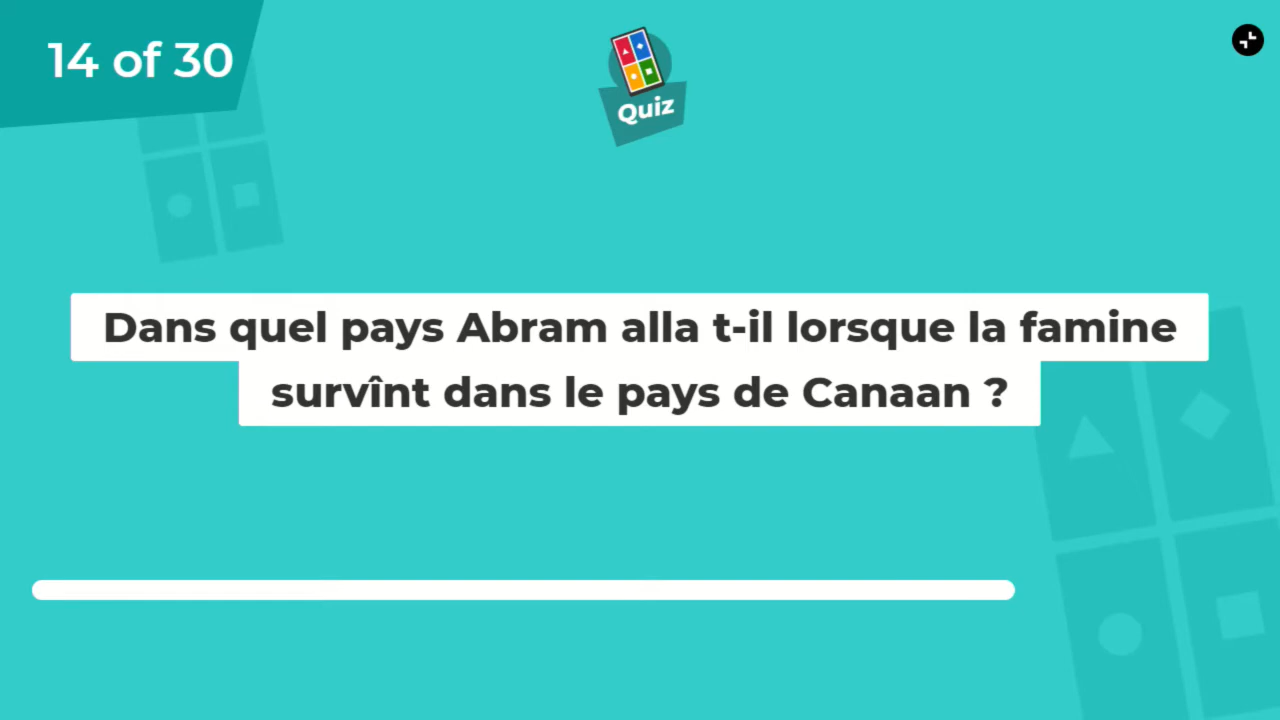 14 of 30
Quiz
Dans quel pays Abram alla t-il lorsque la famine
survînt dans le pays de Canaan ?